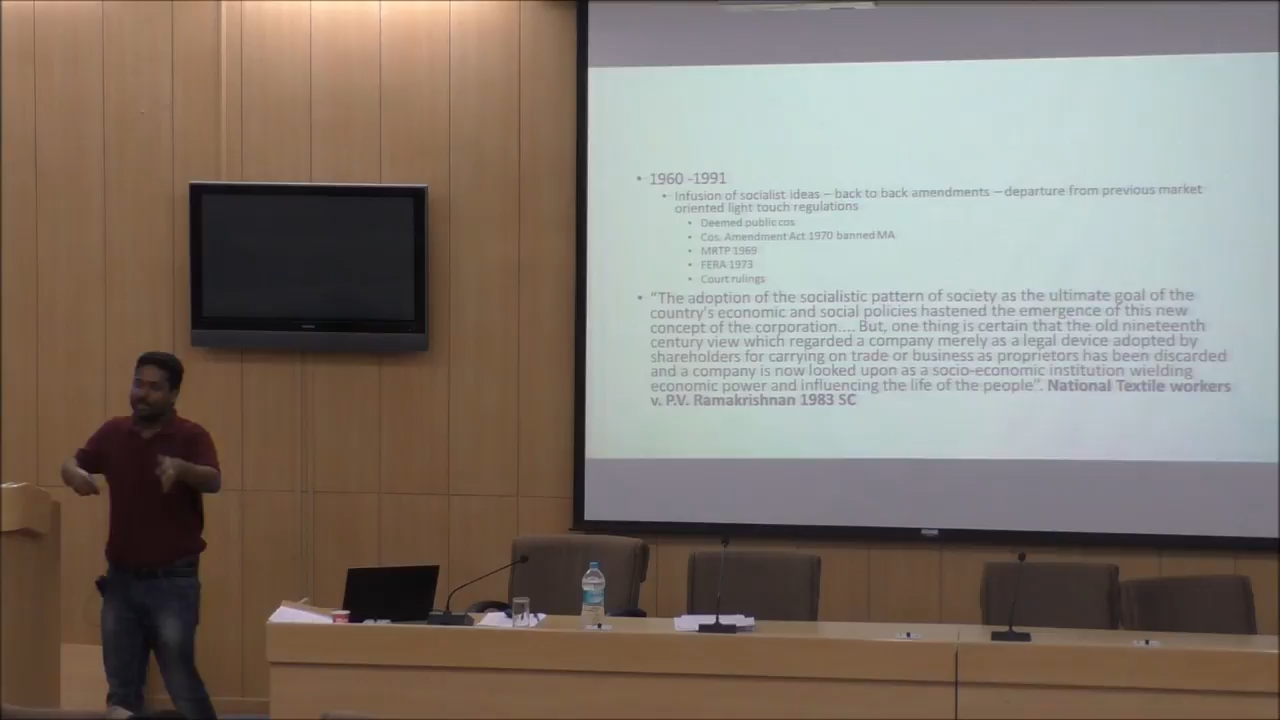 • 1960 -1991
• Infusion of socialist ideas – back to back amendments – departure from previous market
oriented light touch regulations
• Deemed public cos
• Cos. Amendment Act 1970 banned MA
• MRTP 1969
• FERA 1973
• Court rulings
• “The adoption of the socialistic pattern of society as the ultimate goal of the
country's economic and social policies hastened the emergence of this new
concept of the corporation.... But, one thing is certain that the old nineteenth
century view which regarded a company merely as a legal device adopted by
shareholders for carrying on trade or business as proprietors has been discarded
and a company is now looked upon as a socio-economic institution wielding
economic power and influencing the life of the people”. National Textile workers
v. P.V. Ramakrishnan 1983 SC